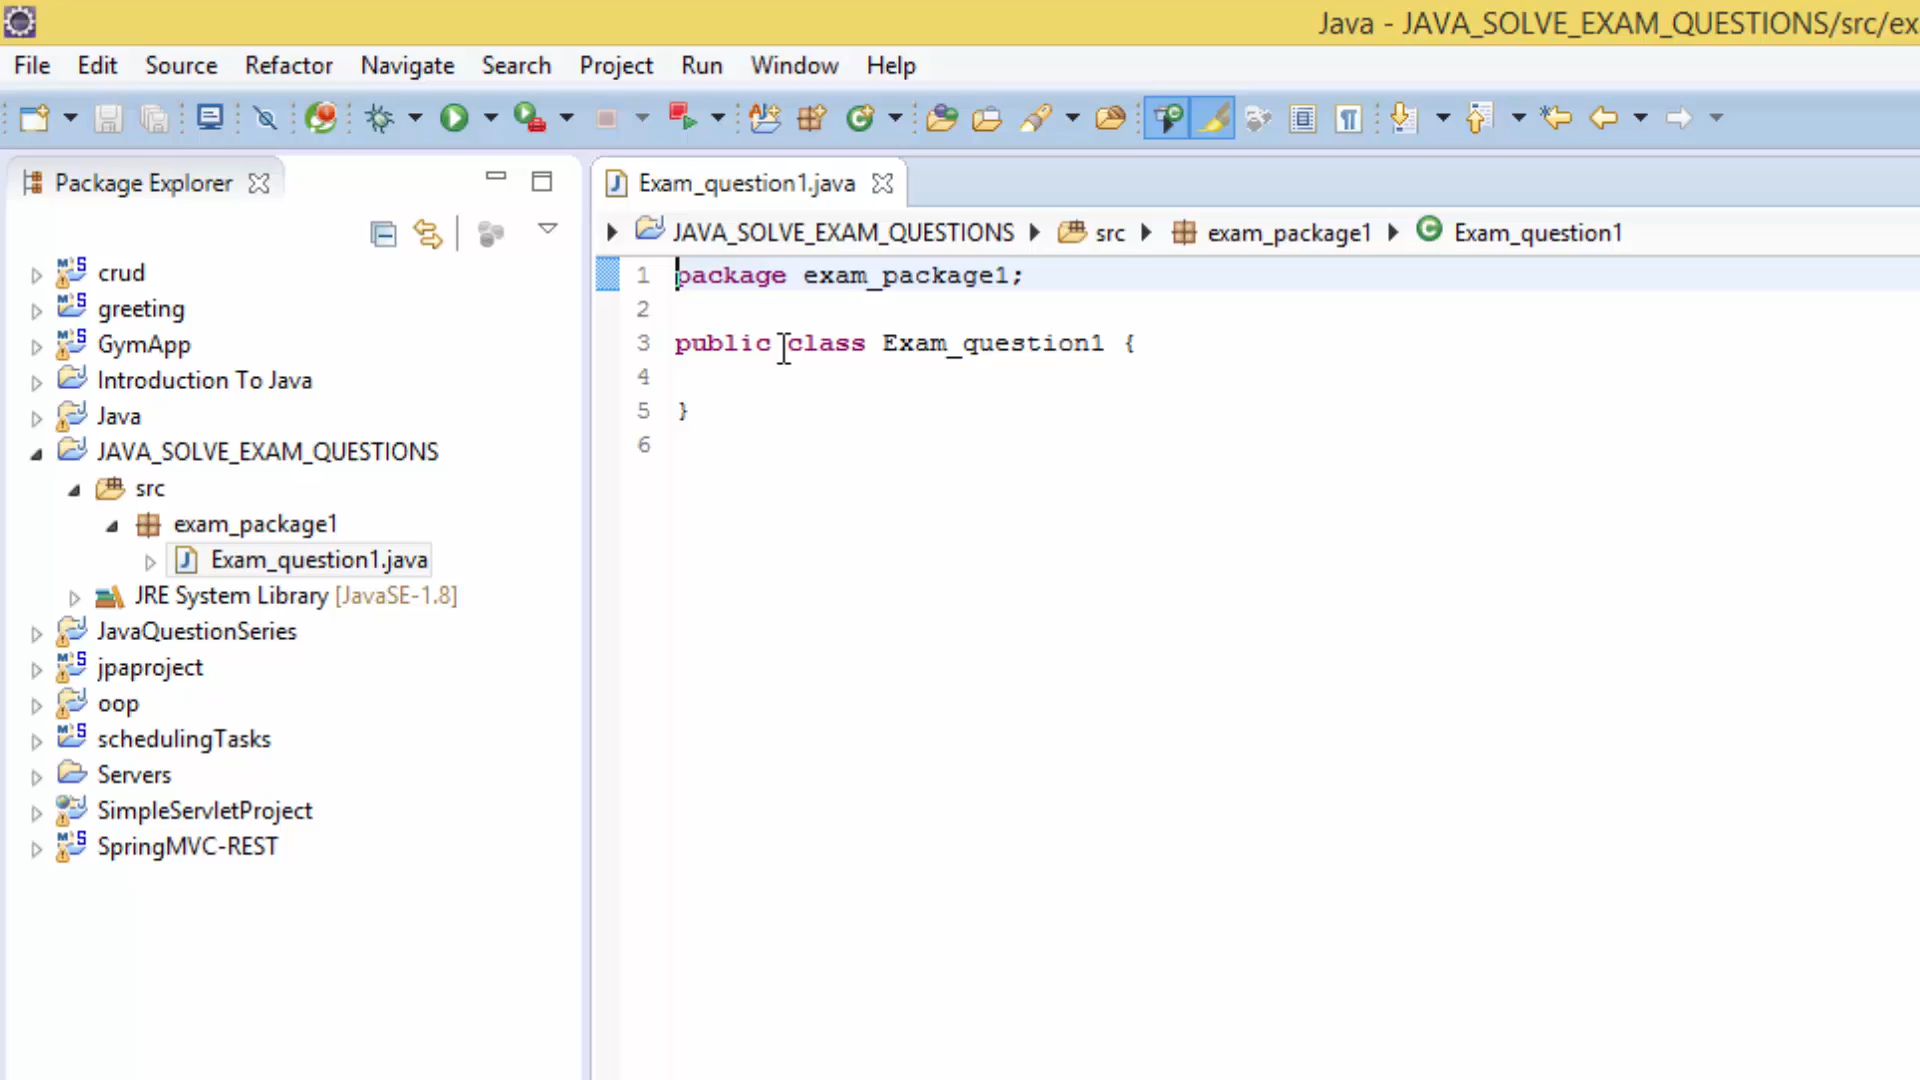 Java - JAVA_SOLVE_EXAM_QUESTIONS/src/ex
File Edit Source Refactor Navigate Search Project Run Window Help
Package Explorer
Exam_question1.java
JAVA_SOLVE_EXAM_QUESTIONS src exam_package1 Exam_question1
crud
greeting
GymApp
Introduction To Java
Java
JAVA_SOLVE_EXAM_QUESTIONS
src
exam_package1
Exam_question1.java
JRE System Library [JavaSE-1.8]
JavaQuestionSeries
jpaproject
oop
schedulingTasks
Servers
SimpleServletProject
SpringMVC-REST
1 package exam_package1;
2
3 public class Exam_question1 {
4
5 }
6